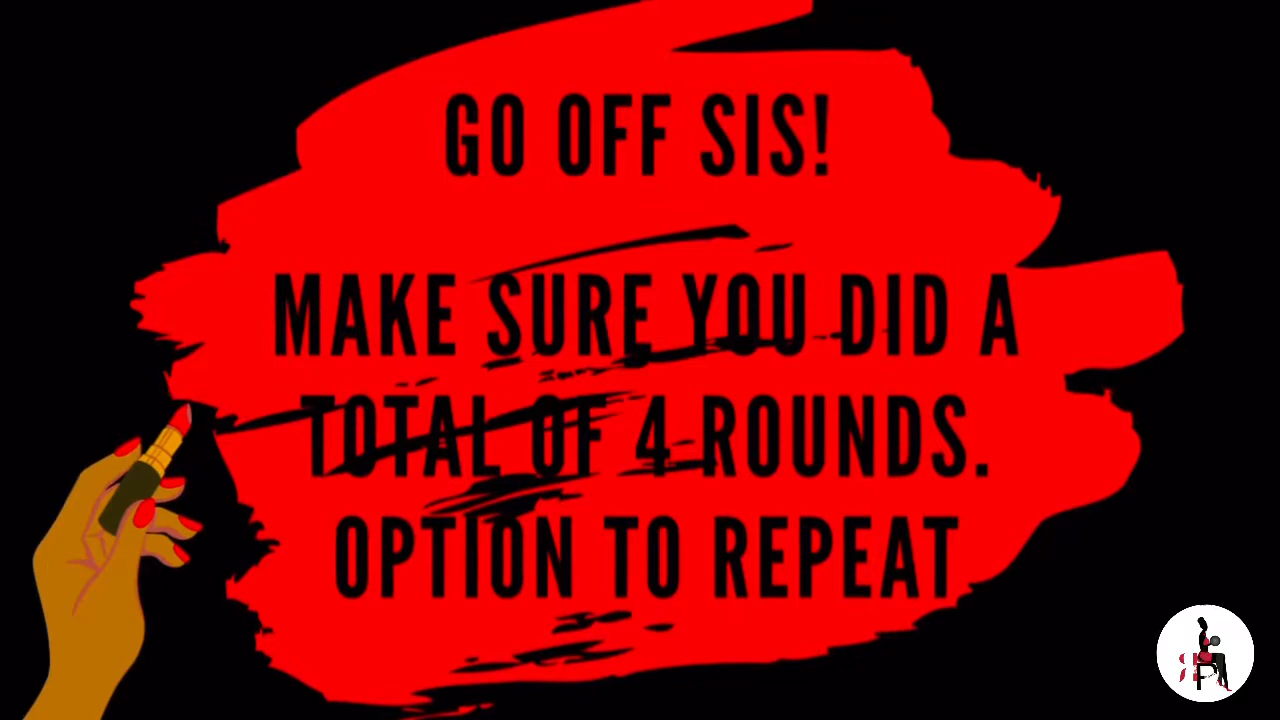 GO OFF SIS!
MAKE SURE YOU DID A
TOTAL OF 4 ROUNDS.
OPTION TO REPEAT